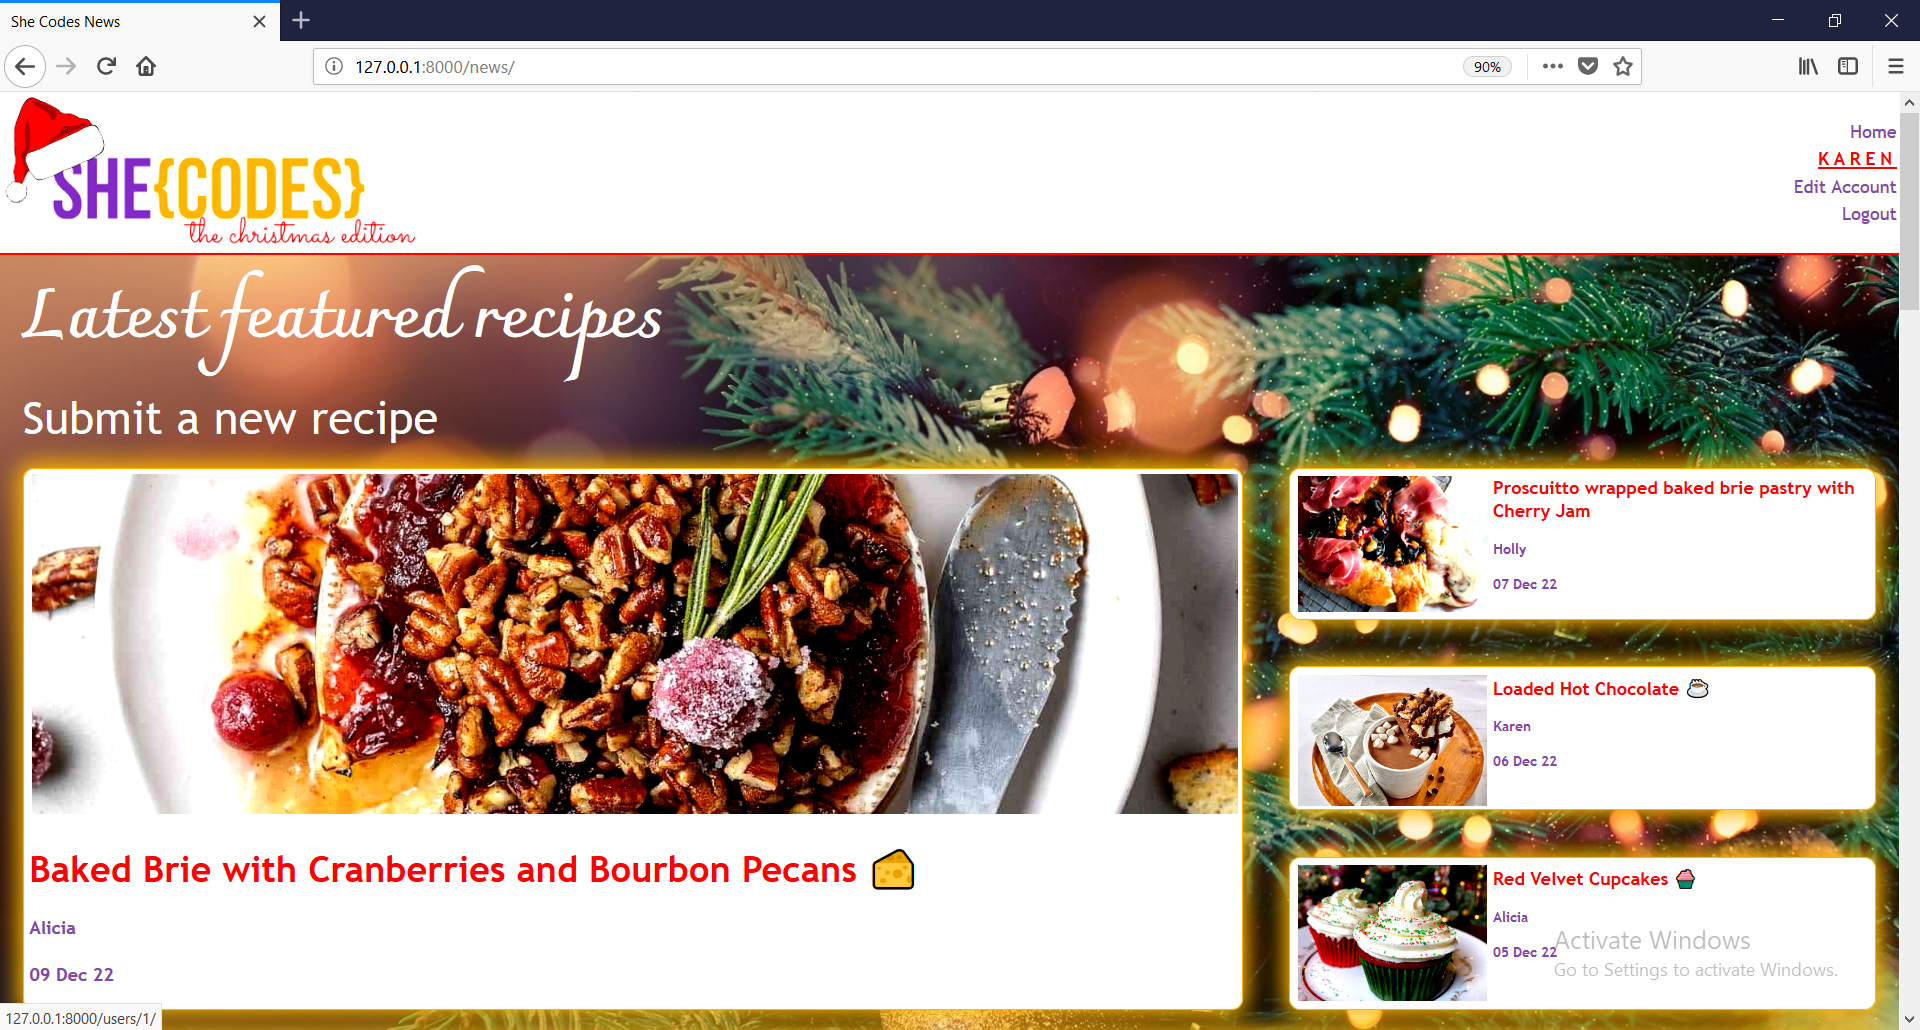 She Codes News
127.0.0.1:8000/news/
90%
SHE{CODES}
the christmas edition
Home
KAREN
Edit Account
Logout
Latest featured recipes
Submit a new recipe
Baked Brie with Cranberries and Bourbon Pecans
Alicia
09 Dec 22
Proscuitto wrapped baked brie pastry with
Cherry Jam
Holly
07 Dec 22
Loaded Hot Chocolate
Karen
06 Dec 22
Red Velvet Cupcakes
Alicia
05 Dec 22
Activate Windows
Go to Settings to activate Windows.
127.0.0.1:8000/users/1/